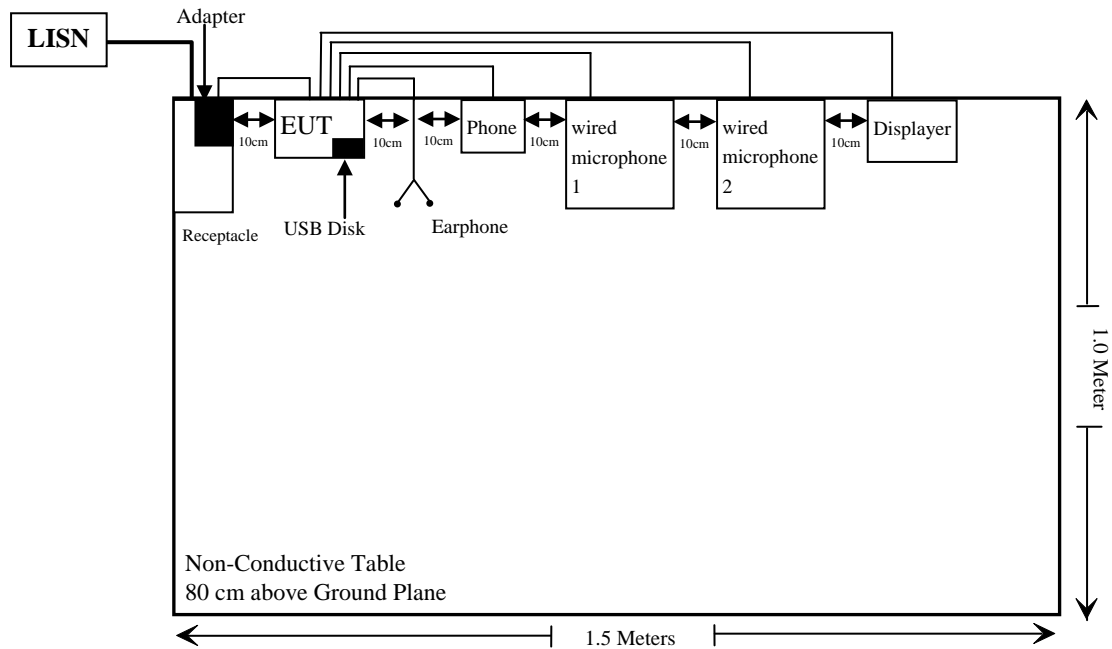 Adapter
LISN
EUT
Phone
wired
microphone
1
wired
microphone
2
Displayer
10cm
10cm
10cm
10cm
10cm
10cm
Receptacle
USB Disk
Earphone
1.0 Meter
Non-Conductive Table
80 cm above Ground Plane
1.5 Meters